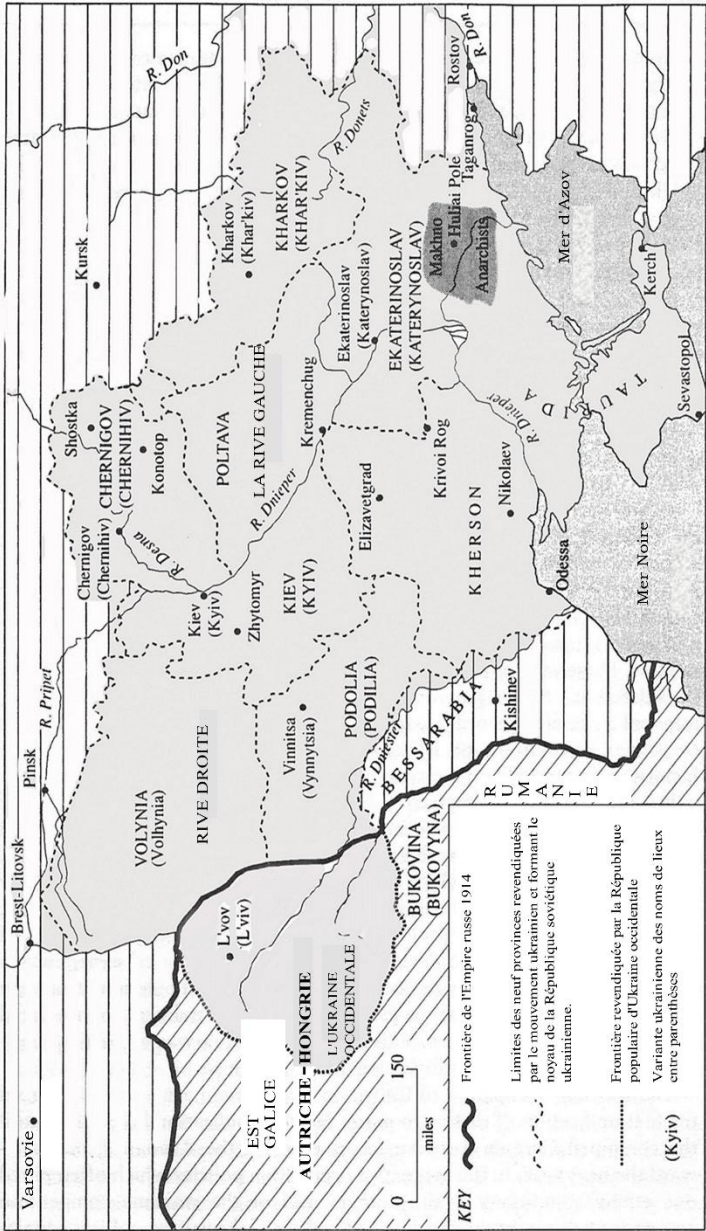 Varsovie
Brest-Litovsk
Pinsk
R. Pripet
Kursk
R. Don
Shostka
CHERNIGOV
(CHERNIHIV)
Chernigov
(Chernihiv)
Konotop
R. Desna
VOLYNIA
(Volhynia)
RIVE DROITE
Kiev
(Kyiv)
Zhytomyr
KIEV
(KYIV)
POLTAVA
LA RIVE GAUCHE
Kharkov
(Khar'kiv)
KHARKOV
(KHAR'KIV)
R. Donets
L'vov
(L'viv)
EST
GALICE
AUTRICHE-HONGRIE
L'UKRAINE
OCCIDENTALE
Vinnitsa
(Vynnytsia)
PODOLIA
(PODILIA)
R. Dniester
R. Dnieper
Kremenchug
Ekaterinoslav
(Katerynoslav)
EKATERINOSLAV
(KATERYNOSLAV)
Elizavetgrad
Krivoi Rog
Makhno
Huliai Pole
Anarchists
Taganrog
Rostov
R. Don
BUKOVINA
(BUKOVYNA)
BESSARABIA
Kishinev
RUMANIE
KHERSON
Nikolaev
Odessa
R. Dnieper
TAURIDA
Mer d'Azov
Kerch
Sevastopol
Mer Noire
0 150
miles
KEY
Frontière de l'Empire russe 1914
Limites des neuf provinces revendiquées
par le mouvement ukrainien et formant le
noyau de la République soviétique
ukrainienne.
Frontière revendiquée par la République
populaire d'Ukraine occidentale
(Kyiv) Variante ukrainienne des noms de lieux
entre parenthèses